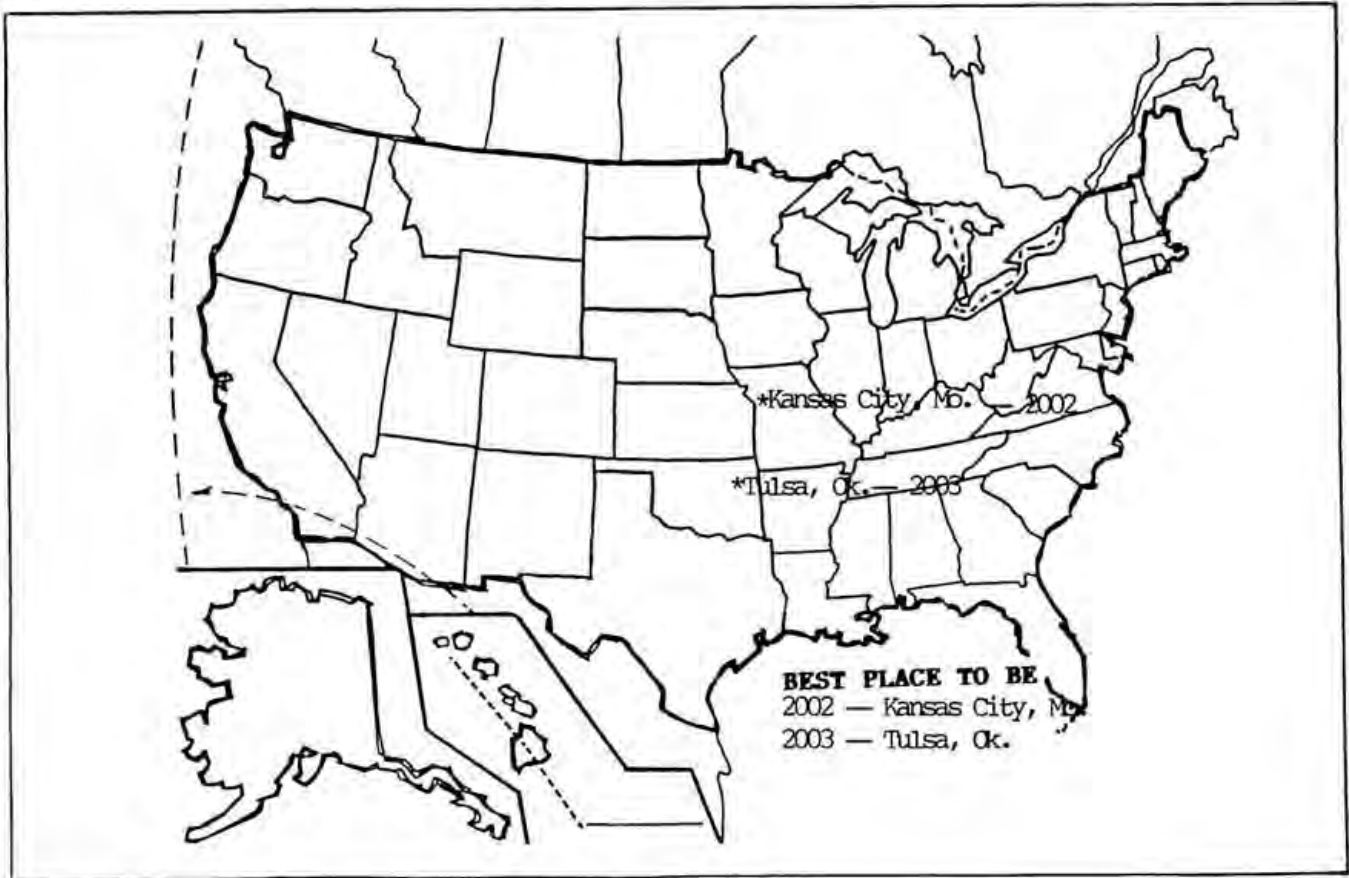 *Kansas City, Mo. — 2002
*Tulsa, Ok. — 2003
BEST PLACE TO BE
2002 — Kansas City, Mo.
2003 — Tulsa, Ok.